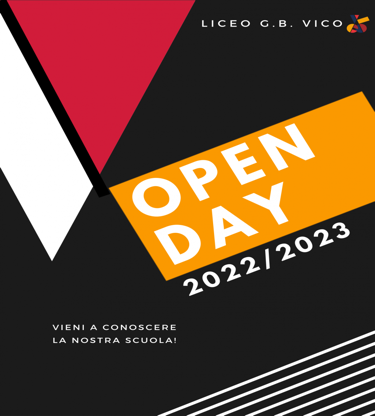 LICEO G.B. VICO
OPEN
DAY
2022/2023
VIENI A CONOSCERE
LA NOSTRA SCUOLA!